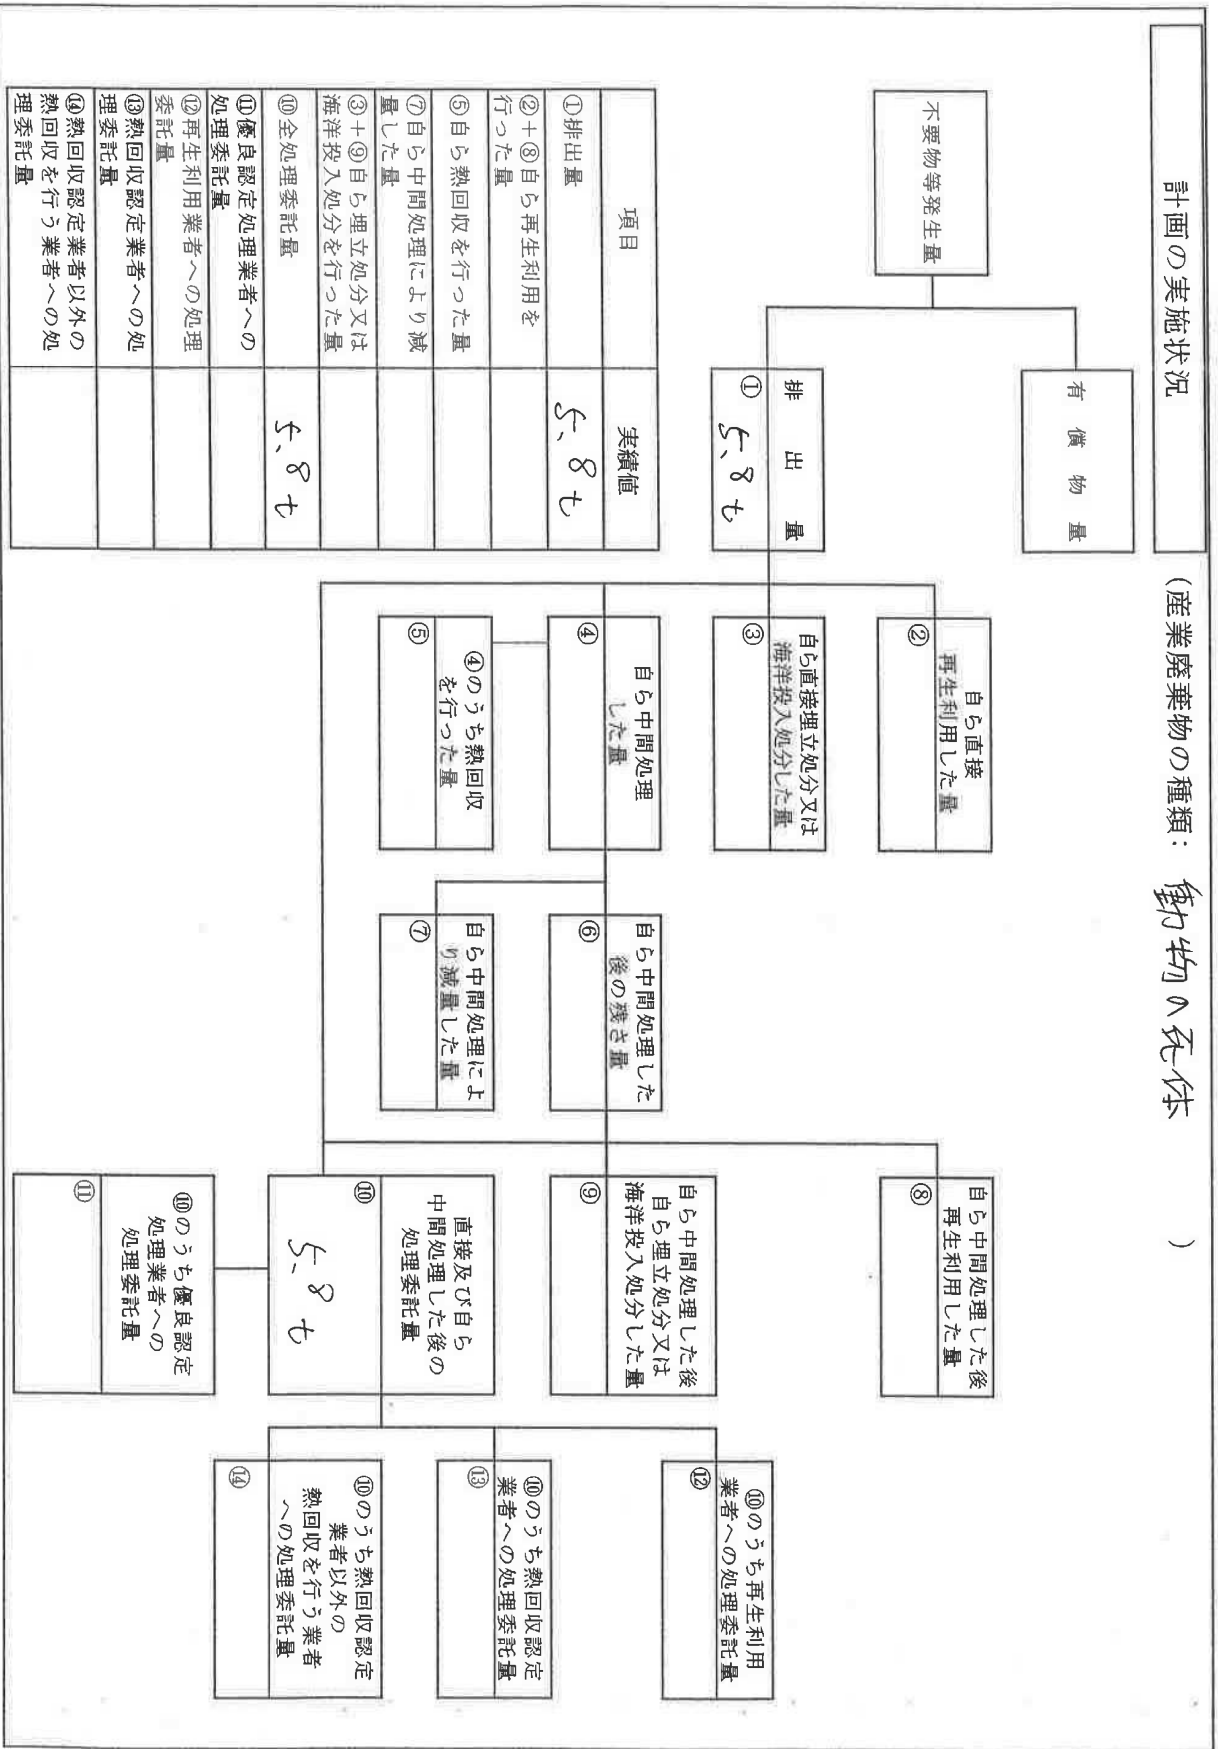 計画の実施状況
(産業廃棄物の種類: 動物の死体 )
不要物等発生量
有償物量
排出量
① 5.8t
自ら直接
再生利用した量
②
自ら直接埋立処分又は
海洋投入処分した量
③
自ら中間処理
した量
④
④のうち熱回収
を行った量
⑤
自ら中間処理した
後の残さ量
⑥
自ら中間処理によ
り減量した量
⑦
自ら中間処理した後
再生利用した量
⑧
自ら中間処理した後
自ら埋立処分又は
海洋投入処分した量
⑨
直接及び自ら
中間処理した後の
処理委託量
⑩
5.8t
⑩のうち優良認定
処理業者への
処理委託量
⑪
⑩のうち再生利用
業者への処理委託量
⑫
⑩のうち熱回収認定
業者への処理委託量
⑬
⑩のうち熱回収認定
業者以外の
熱回収を行う業者
への処理委託量
⑭
項目 実績値
①排出量 5.8t
②+⑧自ら再生利用を
行った量
⑤自ら熱回収を行った量
⑦自ら中間処理により減
量した量
③+⑨自ら埋立処分又は
海洋投入処分を行った量
⑩全処理委託量 5.8t
⑪優良認定処理業者への
処理委託量
⑫再生利用業者への処理
委託量
⑬熱回収認定業者への処
理委託量
⑭熱回収認定業者以外の
熱回収を行う業者への処
理委託量